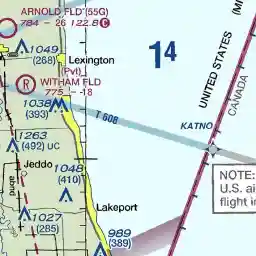 ARNOLD FLD (55G)
784 - 26 122.8 C
1049
(268)
Lexington
(Pvt)
WITHAM FLD
775 - 18
R
1038
(393)
T 608
14
UNITED STATES
CANADA
KATNO
1263
(492) UC
Jeddo
1048
(410)
NOTE:
U.S. ai
flight in
Lakeport
1027
(285)
989
(389)